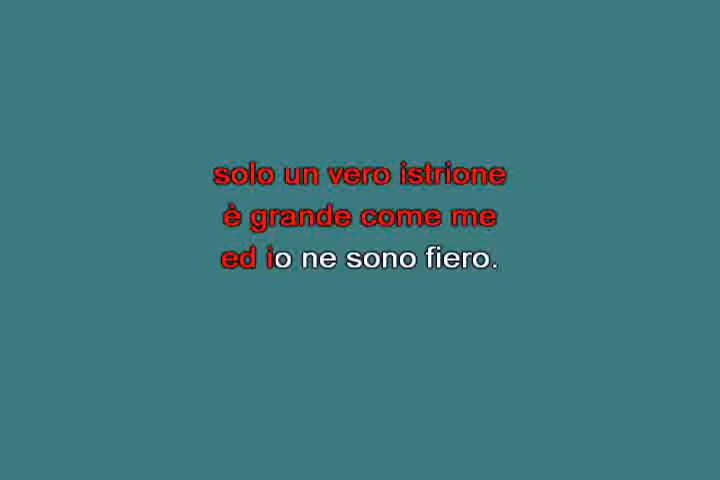 solo un vero istrione
è grande come me
ed io ne sono fiero.